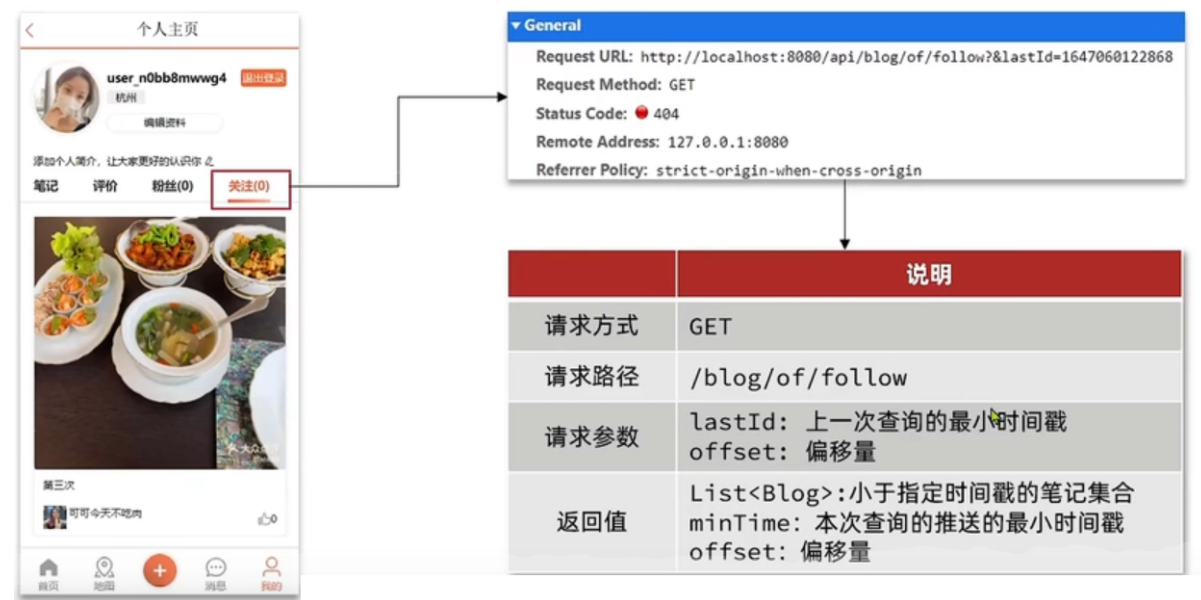 个人主页
user_n0bb8mwwg4
退出登录
杭州
编辑资料
添加个人简介，让大家更好的认识你
笔记
评价
粉丝(0)
关注(0)
第三次
可可今天不吃肉
0
首页
地图
消息
我的
General
Request URL: http://localhost:8080/api/blog/of/follow?&lastId=1647060122868
Request Method: GET
Status Code: 404
Remote Address: 127.0.0.1:8080
Referrer Policy: strict-origin-when-cross-origin
说明
请求方式 GET
请求路径 /blog/of/follow
请求参数
lastId: 上一次查询的最小时间戳
offset: 偏移量
返回值
List<Blog>:小于指定时间戳的笔记集合
minTime: 本次查询的推送的最小时间戳
offset: 偏移量